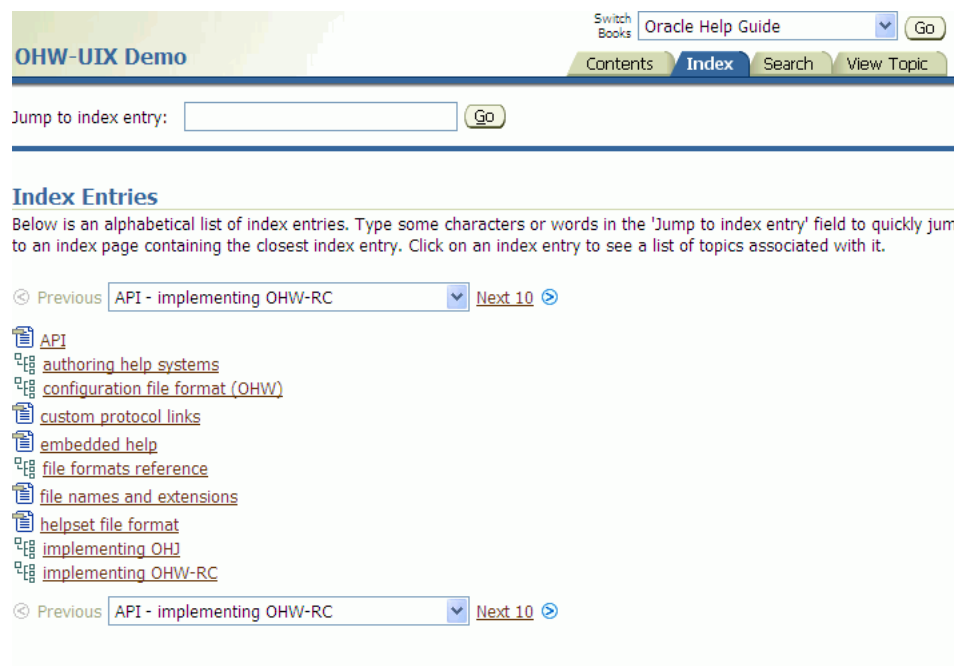 Switch Books Oracle Help Guide Go
OHW-UIX Demo
Contents Index Search View Topic
Jump to index entry: Go
Index Entries
Below is an alphabetical list of index entries. Type some characters or words in the 'Jump to index entry' field to quickly jum
to an index page containing the closest index entry. Click on an index entry to see a list of topics associated with it.
Previous API - implementing OHW-RC Next 10
API
authoring help systems
configuration file format (OHW)
custom protocol links
embedded help
file formats reference
file names and extensions
helpset file format
implementing OHJ
implementing OHW-RC
Previous API - implementing OHW-RC Next 10